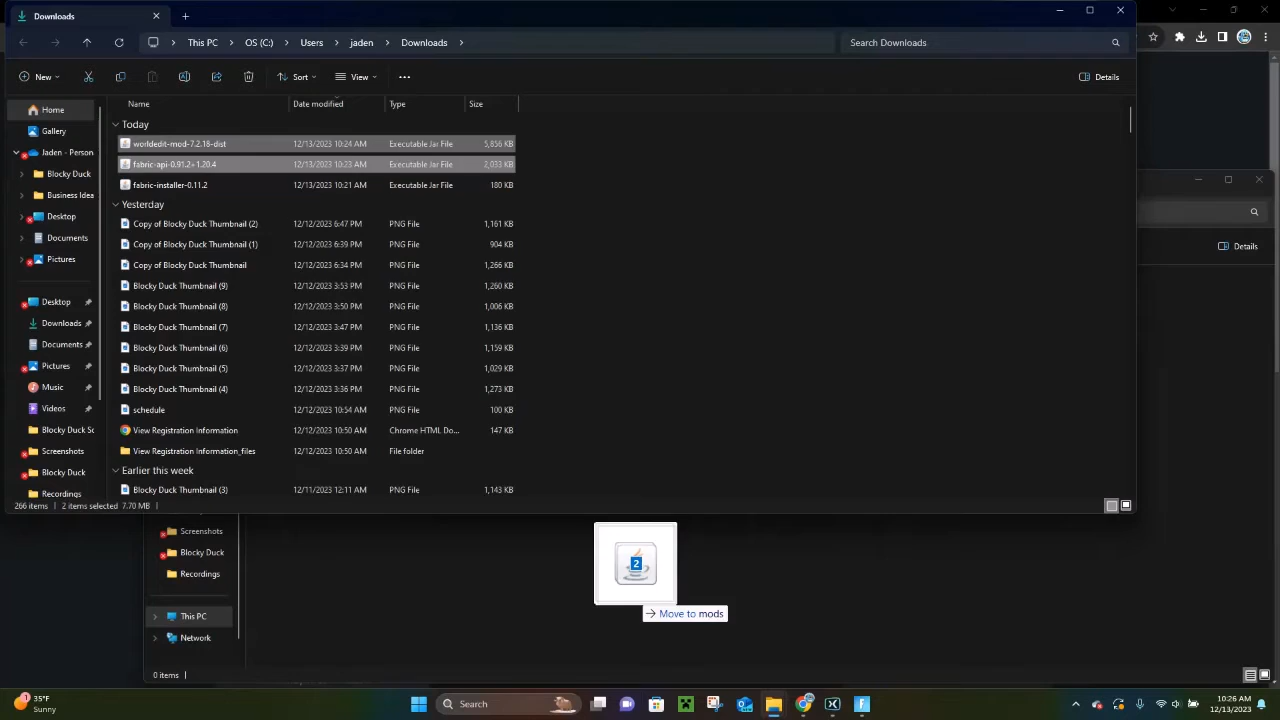 Downloads
This PC > OS (C:) > Users > jaden > Downloads >
Search Downloads
New
Sort
View
Details
Name Date modified Type Size
Home
Gallery
Jaden - Person
Blocky Duck
Business Idea
Desktop
Documents
Pictures
Desktop
Downloads
Documents
Pictures
Music
Videos
Blocky Duck Sc
Screenshots
Blocky Duck
Recordings
Today
worldedit-mod-7.2.18-dist 12/13/2023 10:24 AM Executable Jar File 5,856 KB
fabric-api-0.91.2+1.20.4 12/13/2023 10:23 AM Executable Jar File 2,033 KB
fabric-installer-0.11.2 12/13/2023 10:21 AM Executable Jar File 180 KB
Yesterday
Copy of Blocky Duck Thumbnail (2) 12/12/2023 6:47 PM PNG File 1,161 KB
Copy of Blocky Duck Thumbnail (1) 12/12/2023 6:39 PM PNG File 904 KB
Copy of Blocky Duck Thumbnail 12/12/2023 6:34 PM PNG File 1,266 KB
Blocky Duck Thumbnail (9) 12/12/2023 3:53 PM PNG File 1,260 KB
Blocky Duck Thumbnail (8) 12/12/2023 3:50 PM PNG File 1,006 KB
Blocky Duck Thumbnail (7) 12/12/2023 3:47 PM PNG File 1,136 KB
Blocky Duck Thumbnail (6) 12/12/2023 3:39 PM PNG File 1,159 KB
Blocky Duck Thumbnail (5) 12/12/2023 3:37 PM PNG File 1,029 KB
Blocky Duck Thumbnail (4) 12/12/2023 3:36 PM PNG File 1,273 KB
schedule 12/12/2023 10:54 AM PNG File 100 KB
View Registration Information 12/12/2023 10:50 AM Chrome HTML Do... 147 KB
View Registration Information_files 12/12/2023 10:50 AM File folder
Earlier this week
Blocky Duck Thumbnail (3) 12/11/2023 12:11 AM PNG File 1,143 KB
266 items | 2 items selected 7.70 MB |
Details
Screenshots
Blocky Duck
Recordings
This PC
Network
2
→ Move to mods
0 items |
1
35°F
Sunny
Search
10:26 AM
12/13/2023